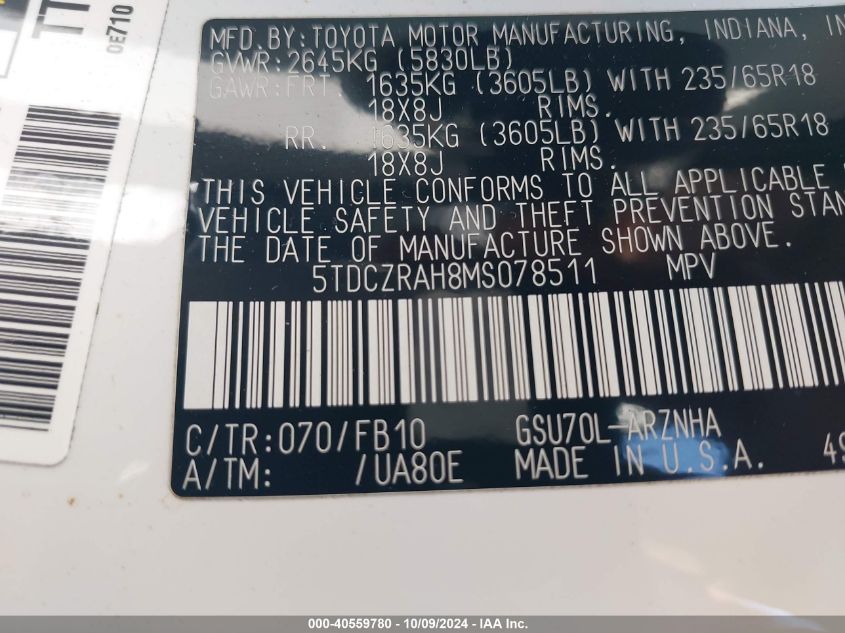 TT
0E710
MFD.BY:TOYOTA MOTOR MANUFACTURING, INDIANA, IN
GVWR:2645KG (5830LB)
GAWR:FRT. 1635KG (3605LB) WITH 235/65R18
18X8J RIMS.
RR. 1635KG (3605LB) WITH 235/65R18
18X8J RIMS.
THIS VEHICLE CONFORMS TO ALL APPLICABLE
VEHICLE SAFETY AND THEFT PREVENTION STAN
THE DATE OF MANUFACTURE SHOWN ABOVE.
5TDCZRAH8MS078511 MPV
C/TR:070/FB10 GSU70L-ARZNHA
A/TM: /UA80E MADE IN U.S.A. 49
000-40559780 - 10/09/2024 - IAA Inc.